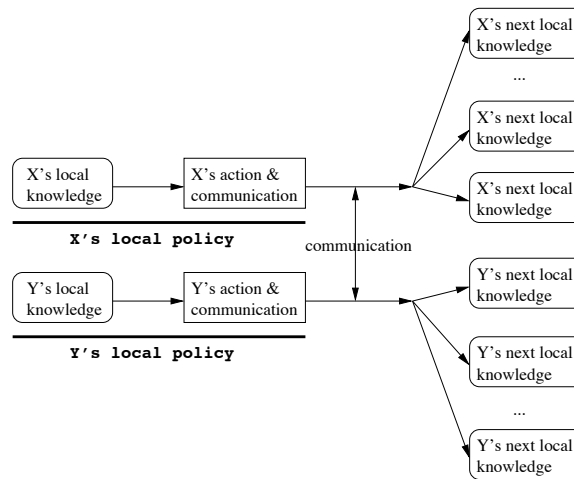 X's next local
knowledge
...
X's next local
knowledge
X's next local
knowledge
X's local
knowledge
X's action &
communication
X's local policy
communication
Y's local
knowledge
Y's action &
communication
Y's local policy
Y's next local
knowledge
Y's next local
knowledge
...
Y's next local
knowledge